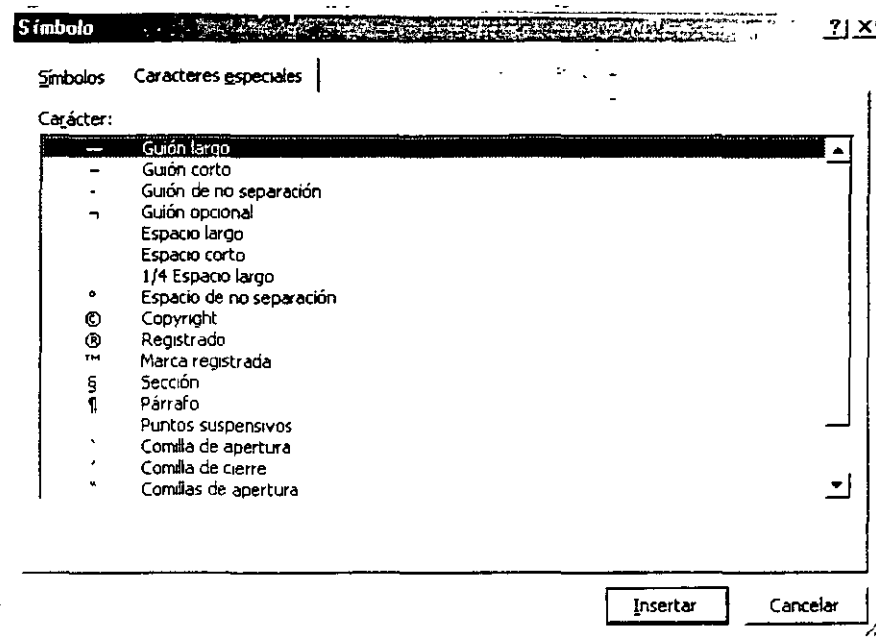 Símbolo ? X
Símbolos Caracteres especiales
Carácter:
— Guión largo
– Guión corto
- Guión de no separación
¬ Guión opcional
Espacio largo
Espacio corto
1/4 Espacio largo
° Espacio de no separación
© Copyright
® Registrado
™ Marca registrada
§ Sección
¶ Párrafo
Puntos suspensivos
‘ Comilla de apertura
’ Comilla de cierre
“ Comillas de apertura
Insertar Cancelar